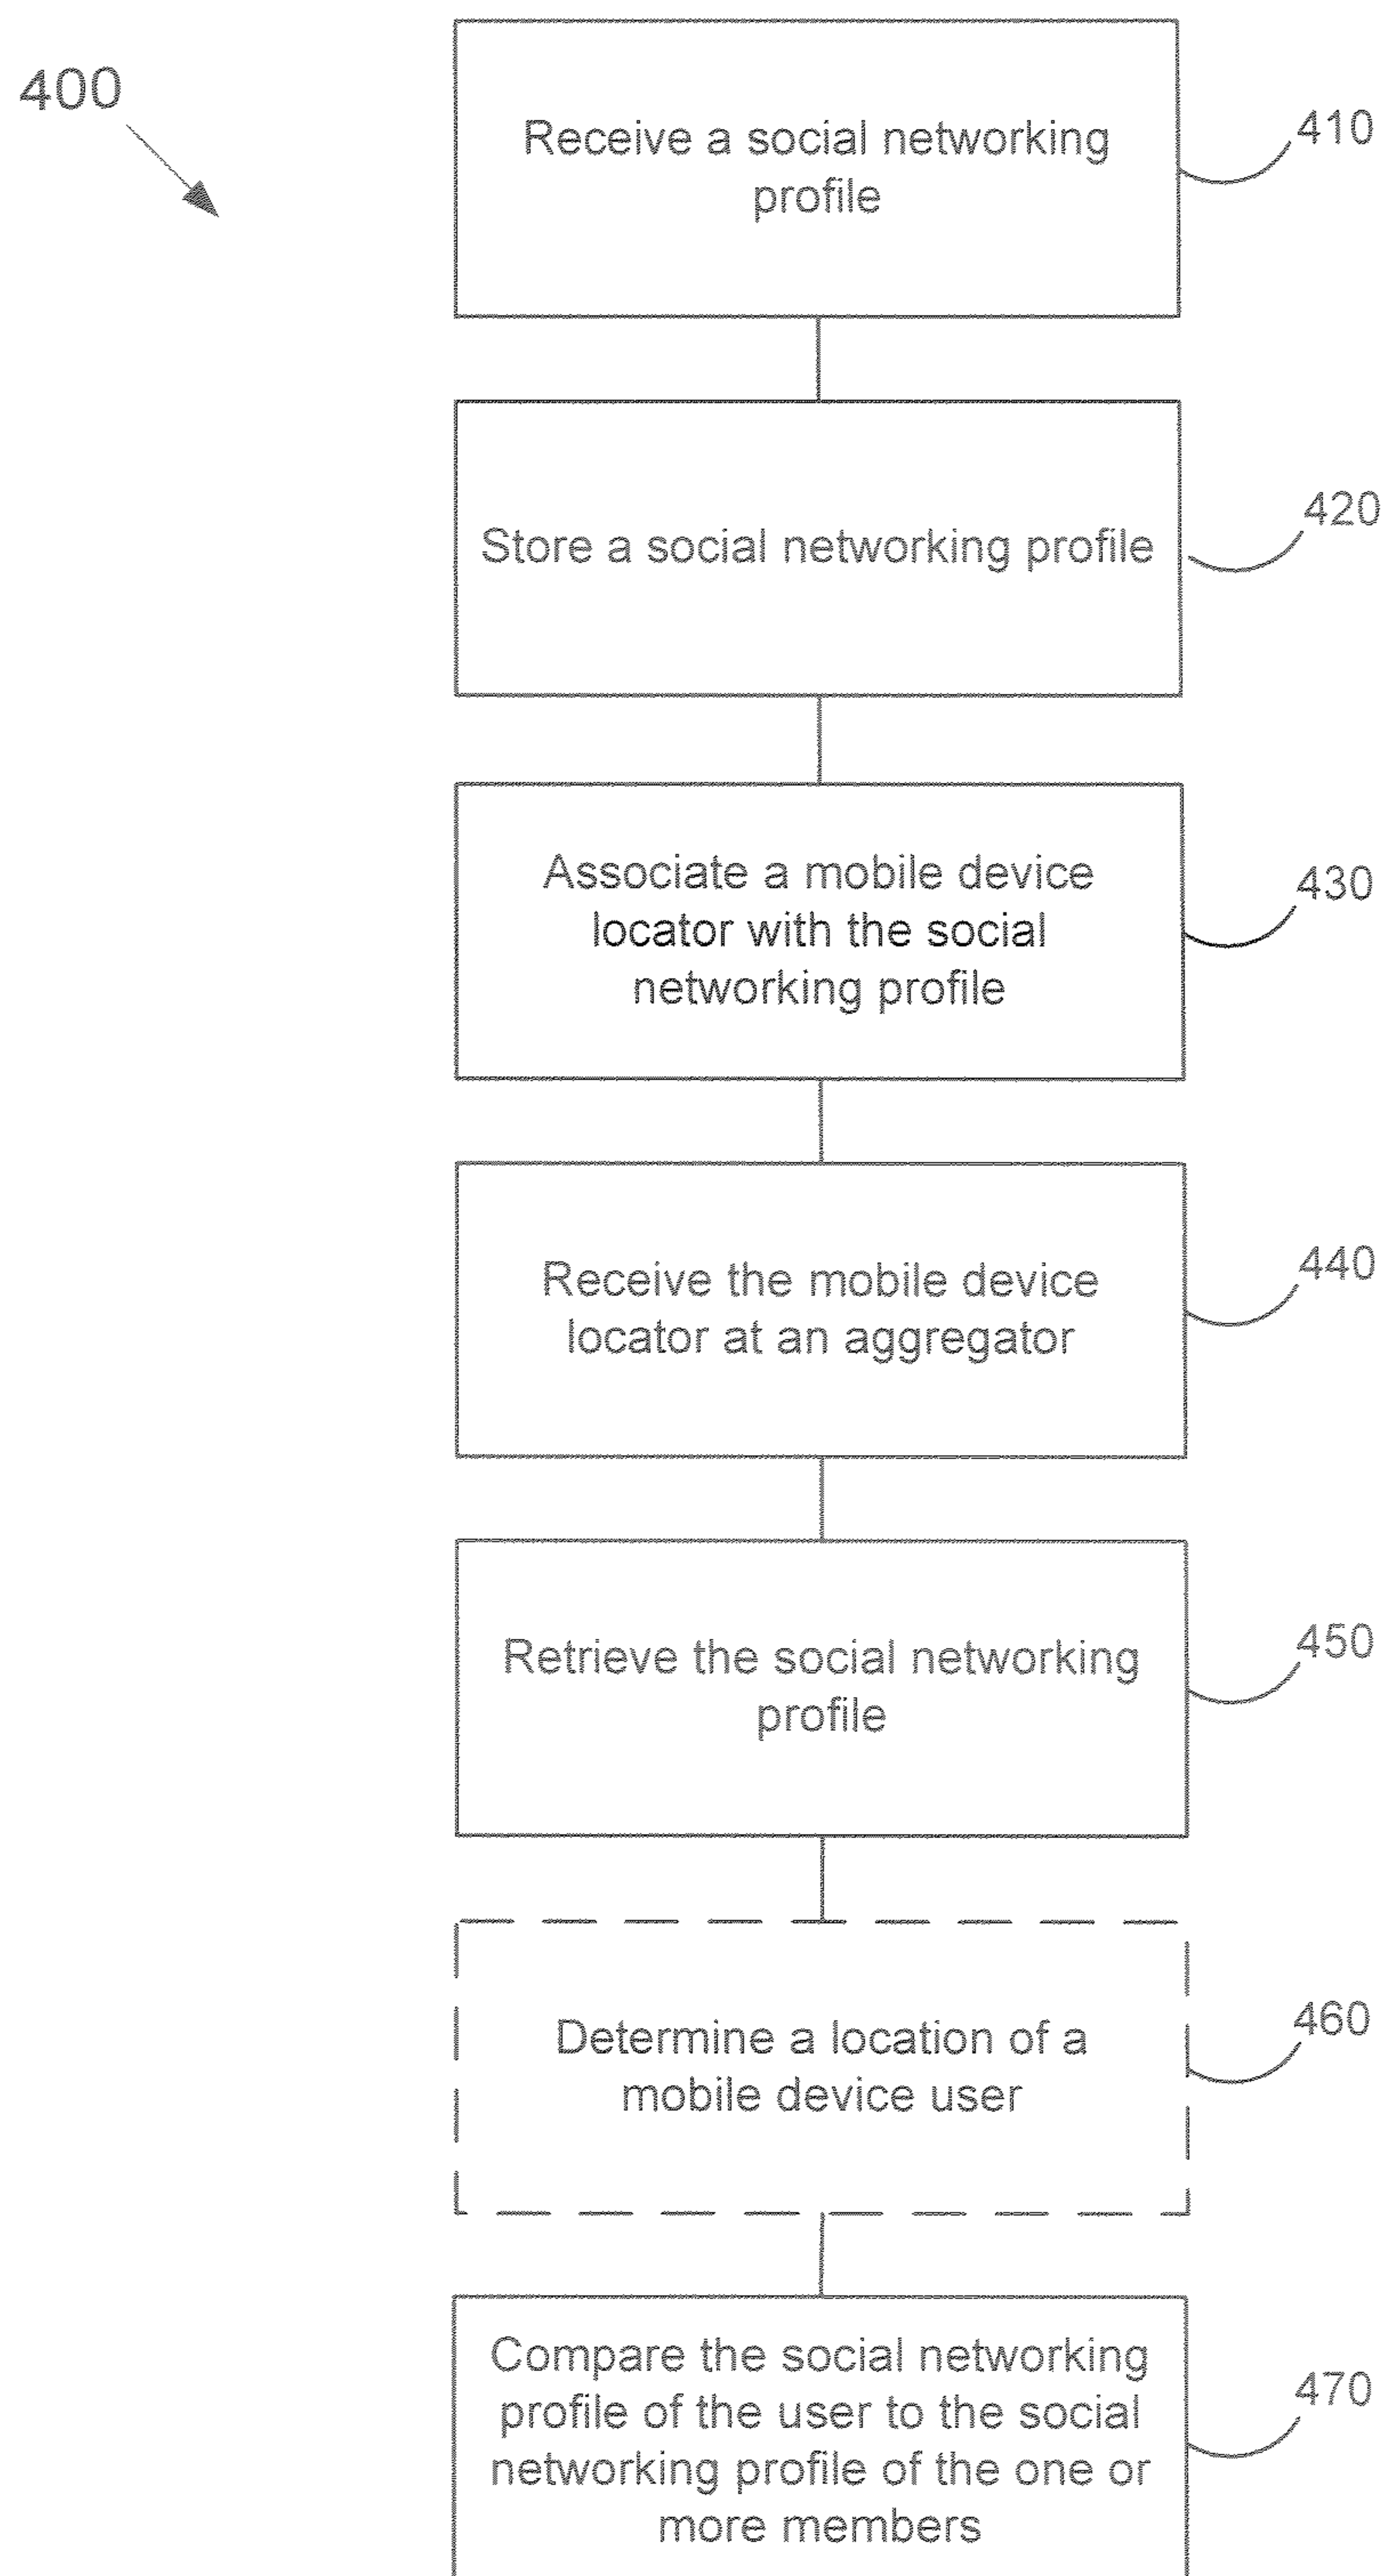 400
Receive a social networking
profile
410
Store a social networking profile
420
Associate a mobile device
locator with the social
networking profile
430
Receive the mobile device
locator at an aggregator
440
Retrieve the social networking
profile
450
Determine a location of a
mobile device user
460
Compare the social networking
profile of the user to the social
networking profile of the one or
more members
470